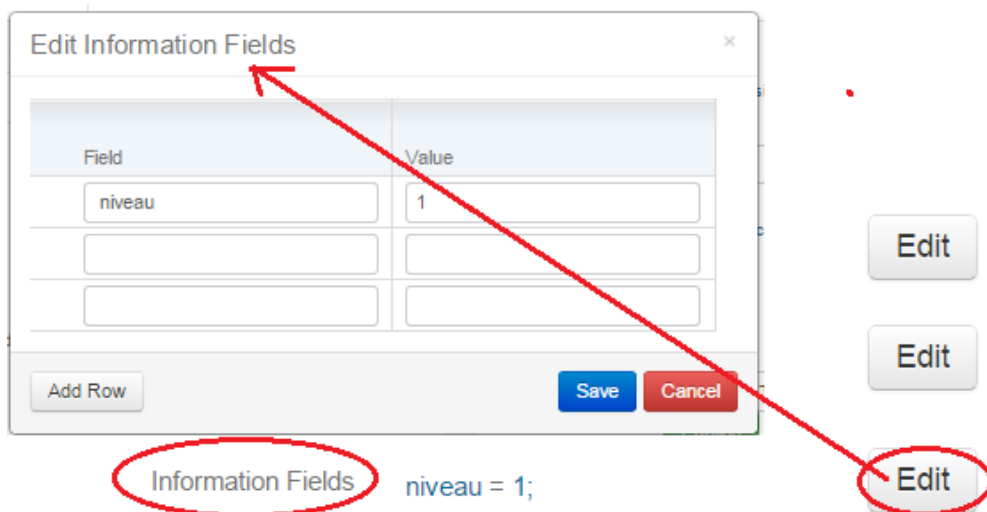 Edit Information Fields ×
Field Value
niveau 1
Edit
Edit
Add Row Save Cancel
Information Fields niveau = 1; Edit